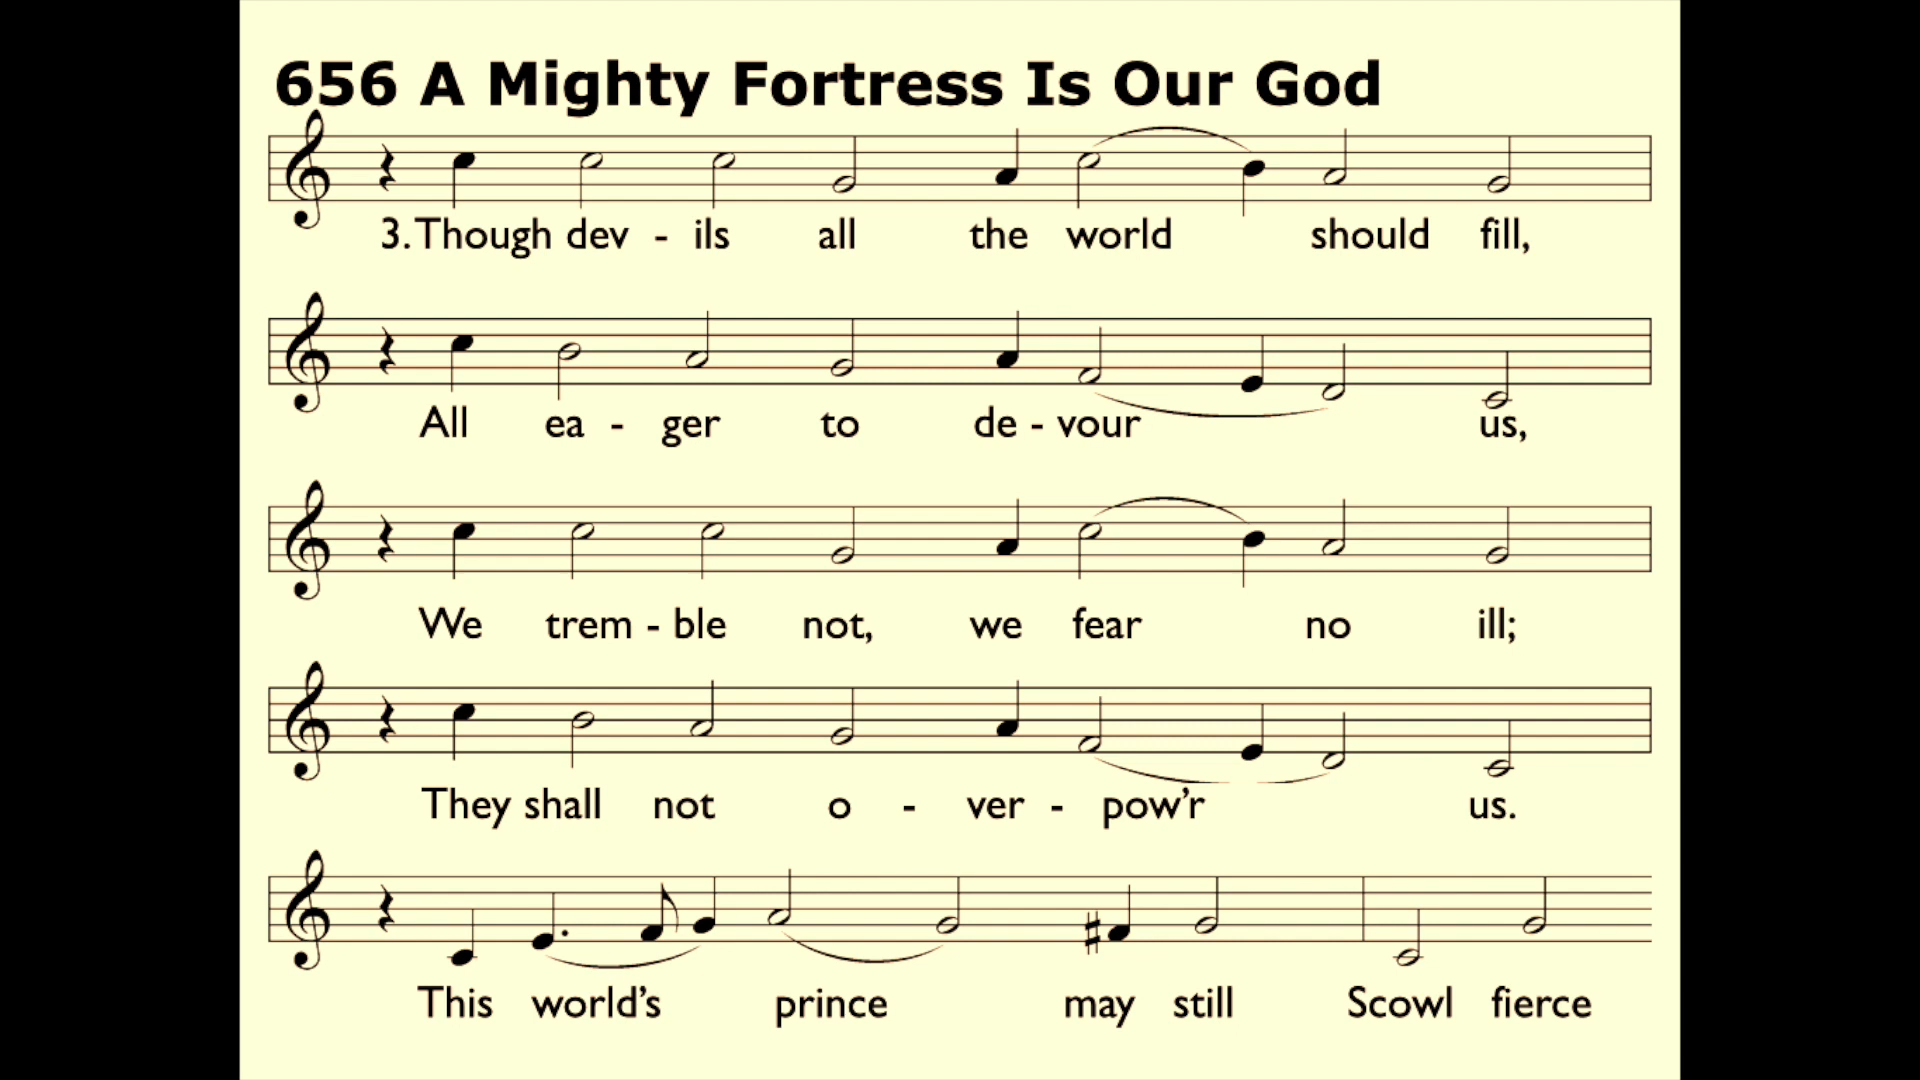 656 A Mighty Fortress Is Our God
3. Though dev - ils all the world should fill,
All ea - ger to de - vour us,
We trem - ble not, we fear no ill;
They shall not o - ver - pow'r us.
This world's prince may still Scowl fierce